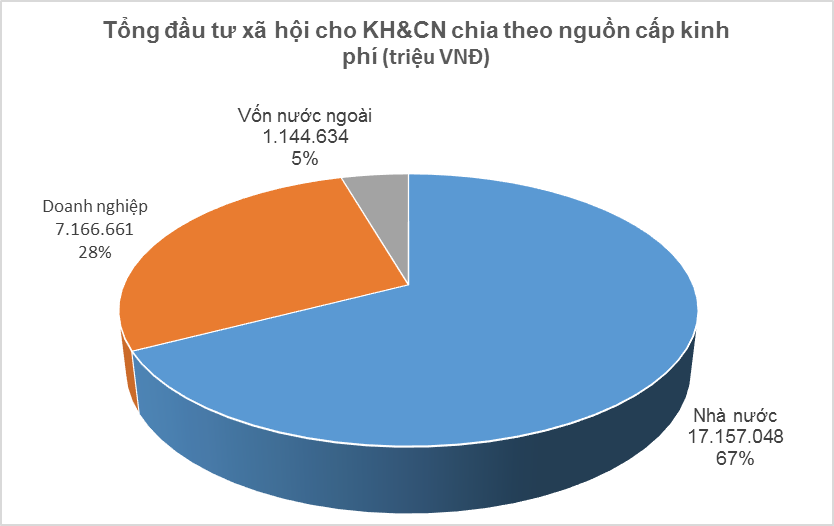 Tổng đầu tư xã hội cho KH&CN chia theo nguồn cấp kinh
phí (triệu VNĐ)
Vốn nước ngoài
1.144.634
5%
Doanh nghiệp
7.166.661
28%
Nhà nước
17.157.048
67%